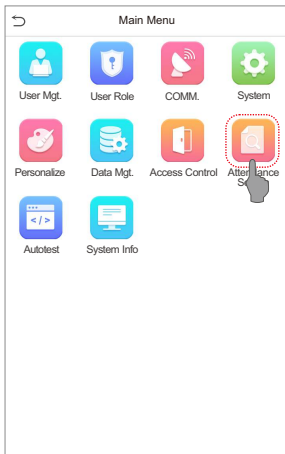 Main Menu
User Mgt.
User Role
COMM.
System
Personalize
Data Mgt.
Access Control
</>
Autotest
System Info